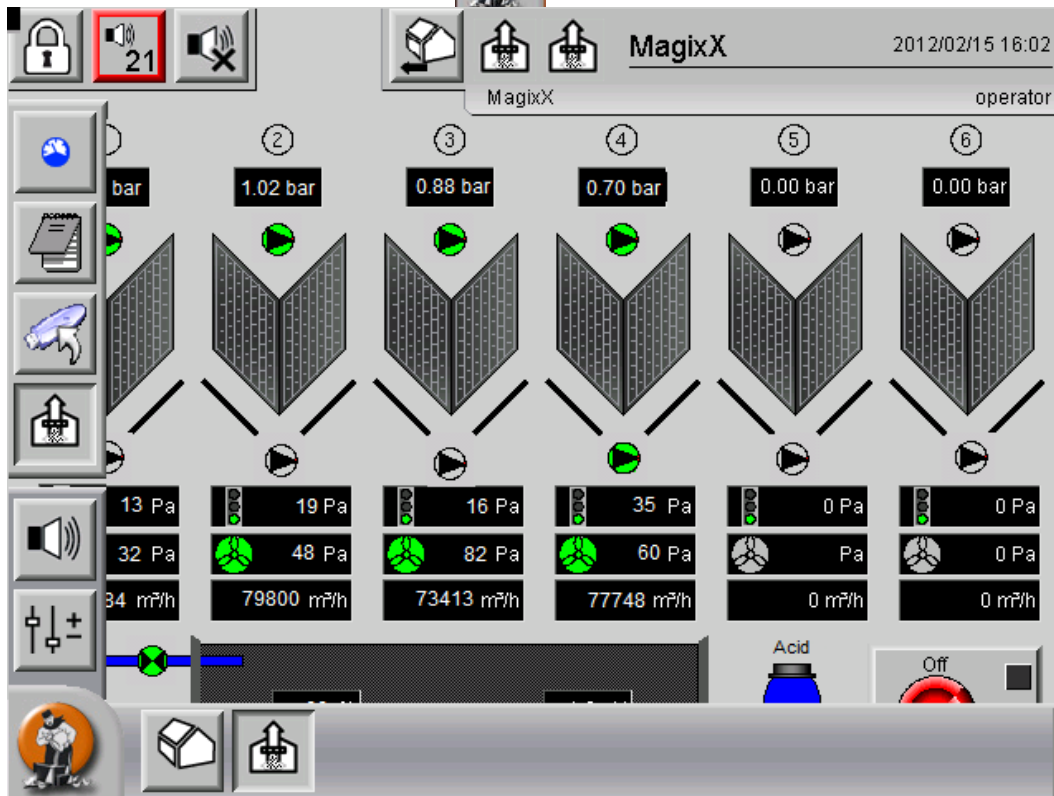 21
MagixX
2012/02/15 16:02
MagixX
operator
2 3 4 5 6
bar 1.02 bar 0.88 bar 0.70 bar 0.00 bar 0.00 bar
13 Pa 19 Pa 16 Pa 35 Pa 0 Pa 0 Pa
32 Pa 48 Pa 82 Pa 60 Pa Pa 0 Pa
34 m³/h 79800 m³/h 73413 m³/h 77748 m³/h 0 m³/h 0 m³/h
Acid
Off